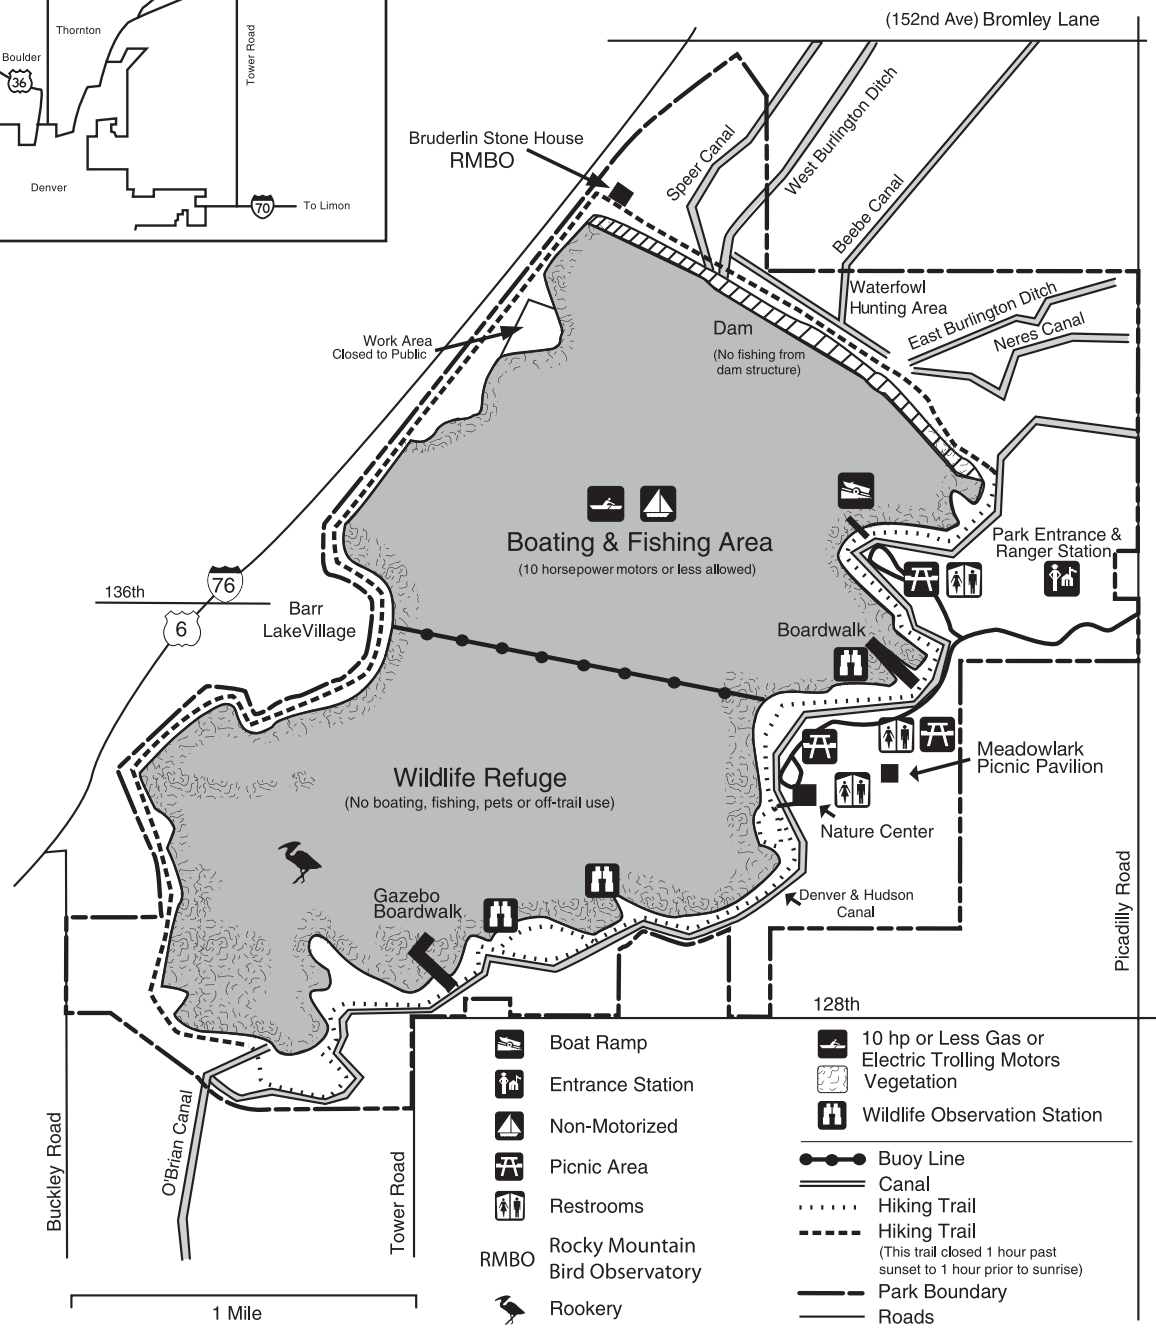 (152nd Ave) Bromley Lane
Thornton
Boulder
36
Tower Road
Denver
70
To Limon
Bruderlin Stone House
RMBO
Speer Canal
West Burlington Ditch
Beebe Canal
Waterfowl
Hunting Area
East Burlington Ditch
Neres Canal
Work Area
Closed to Public
Dam
(No fishing from
dam structure)
Boating & Fishing Area
(10 horsepower motors or less allowed)
Park Entrance &
Ranger Station
136th
76
6
Barr
LakeVillage
Boardwalk
Wildlife Refuge
(No boating, fishing, pets or off-trail use)
Meadowlark
Picnic Pavilion
Nature Center
Gazebo
Boardwalk
Denver & Hudson
Canal
Picadilly Road
128th
O'Brian Canal
Buckley Road
Tower Road
1 Mile
Boat Ramp
Entrance Station
Non-Motorized
Picnic Area
Restrooms
RMBO
Rocky Mountain
Bird Observatory
Rookery
10 hp or Less Gas or
Electric Trolling Motors
Vegetation
Wildlife Observation Station
Buoy Line
Canal
Hiking Trail
Hiking Trail
(This trail closed 1 hour past
sunset to 1 hour prior to sunrise)
Park Boundary
Roads